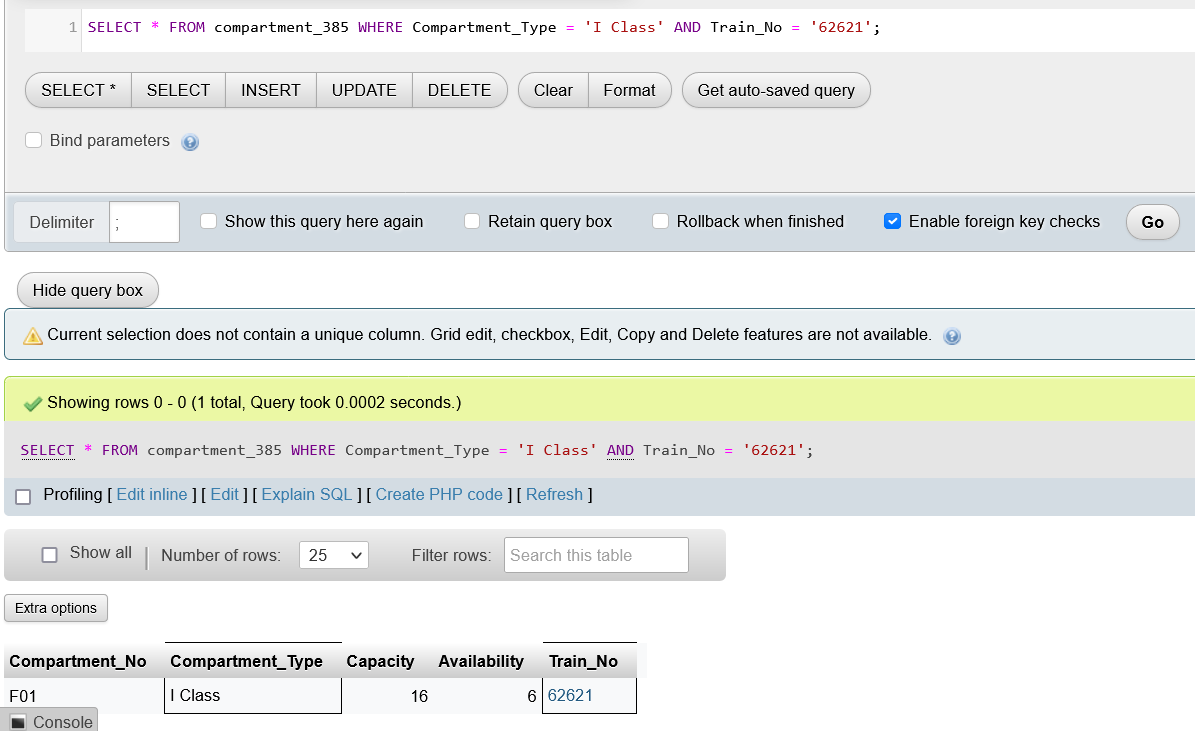 1 SELECT * FROM compartment_385 WHERE Compartment_Type = 'I Class' AND Train_No = '62621';
SELECT * SELECT INSERT UPDATE DELETE Clear Format Get auto-saved query
Bind parameters
Delimiter ; Show this query here again Retain query box Rollback when finished Enable foreign key checks Go
Hide query box
Current selection does not contain a unique column. Grid edit, checkbox, Edit, Copy and Delete features are not available.
Showing rows 0 - 0 (1 total, Query took 0.0002 seconds.)
SELECT * FROM compartment_385 WHERE Compartment_Type = 'I Class' AND Train_No = '62621';
Profiling [ Edit inline ] [ Edit ] [ Explain SQL ] [ Create PHP code ] [ Refresh ]
Show all | Number of rows: 25 Filter rows: Search this table
Extra options
Compartment_No Compartment_Type Capacity Availability Train_No
F01 I Class 16 6 62621
Console